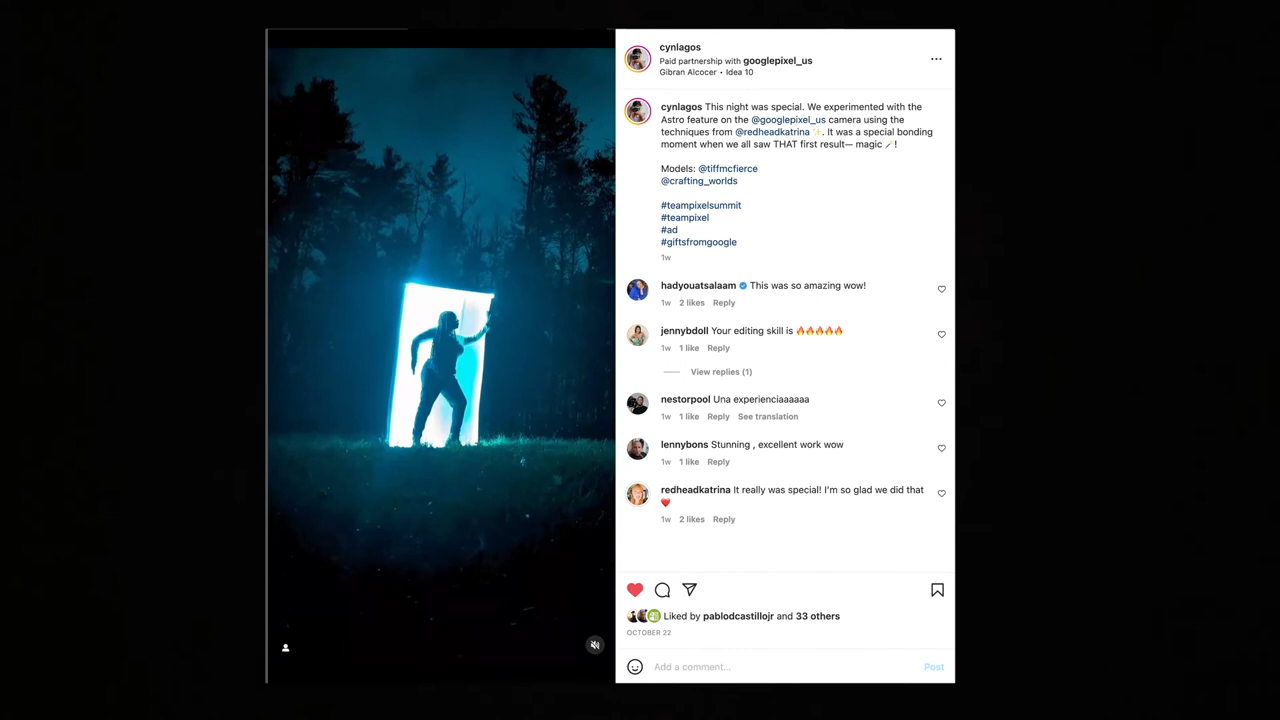 cynlagos
Paid partnership with googlepixel_us
Gibran Alcocer • Idea 10
cynlagos This night was special. We experimented with the
Astro feature on the @googlepixel_us camera using the
techniques from @redheadkatrina ✨. It was a special bonding
moment when we all saw THAT first result— magic 🪄!
Models: @tiffmcfierce
@crafting_worlds
#teampixelsummit
#teampixel
#ad
#giftsfromgoogle
1w
hadyouatsalaam This was so amazing wow!
1w 2 likes Reply
jennybdoll Your editing skill is 🔥🔥🔥🔥🔥
1w 1 like Reply
View replies (1)
nestorpool Una experienciaaaaaa
1w 1 like Reply See translation
lennybons Stunning , excellent work wow
1w 1 like Reply
redheadkatrina It really was special! I'm so glad we did that
❤️
1w 2 likes Reply
Liked by pablodcastillojr and 33 others
OCTOBER 22
Add a comment... Post